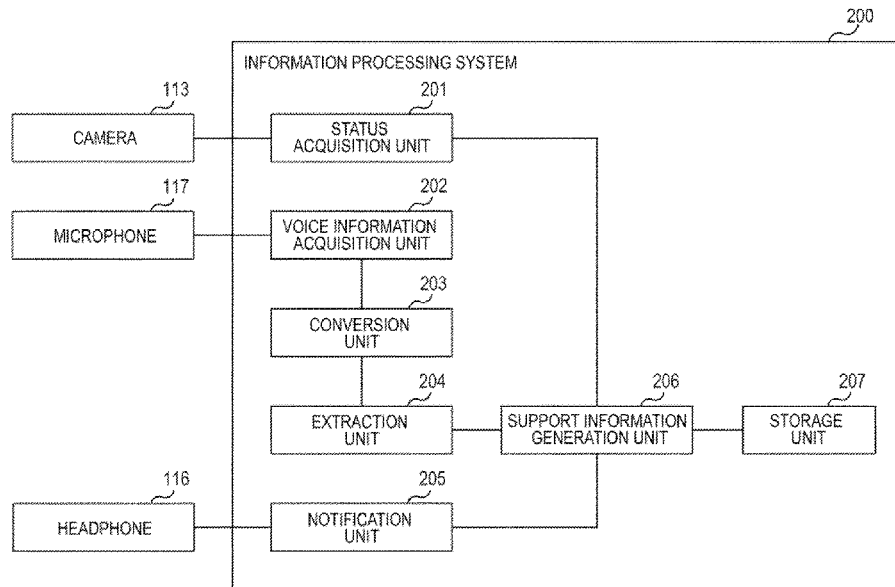 200
INFORMATION PROCESSING SYSTEM
113
CAMERA
201
STATUS
ACQUISITION UNIT
117
MICROPHONE
202
VOICE INFORMATION
ACQUISITION UNIT
203
CONVERSION
UNIT
204
EXTRACTION
UNIT
206
SUPPORT INFORMATION
GENERATION UNIT
207
STORAGE
UNIT
116
HEADPHONE
205
NOTIFICATION
UNIT